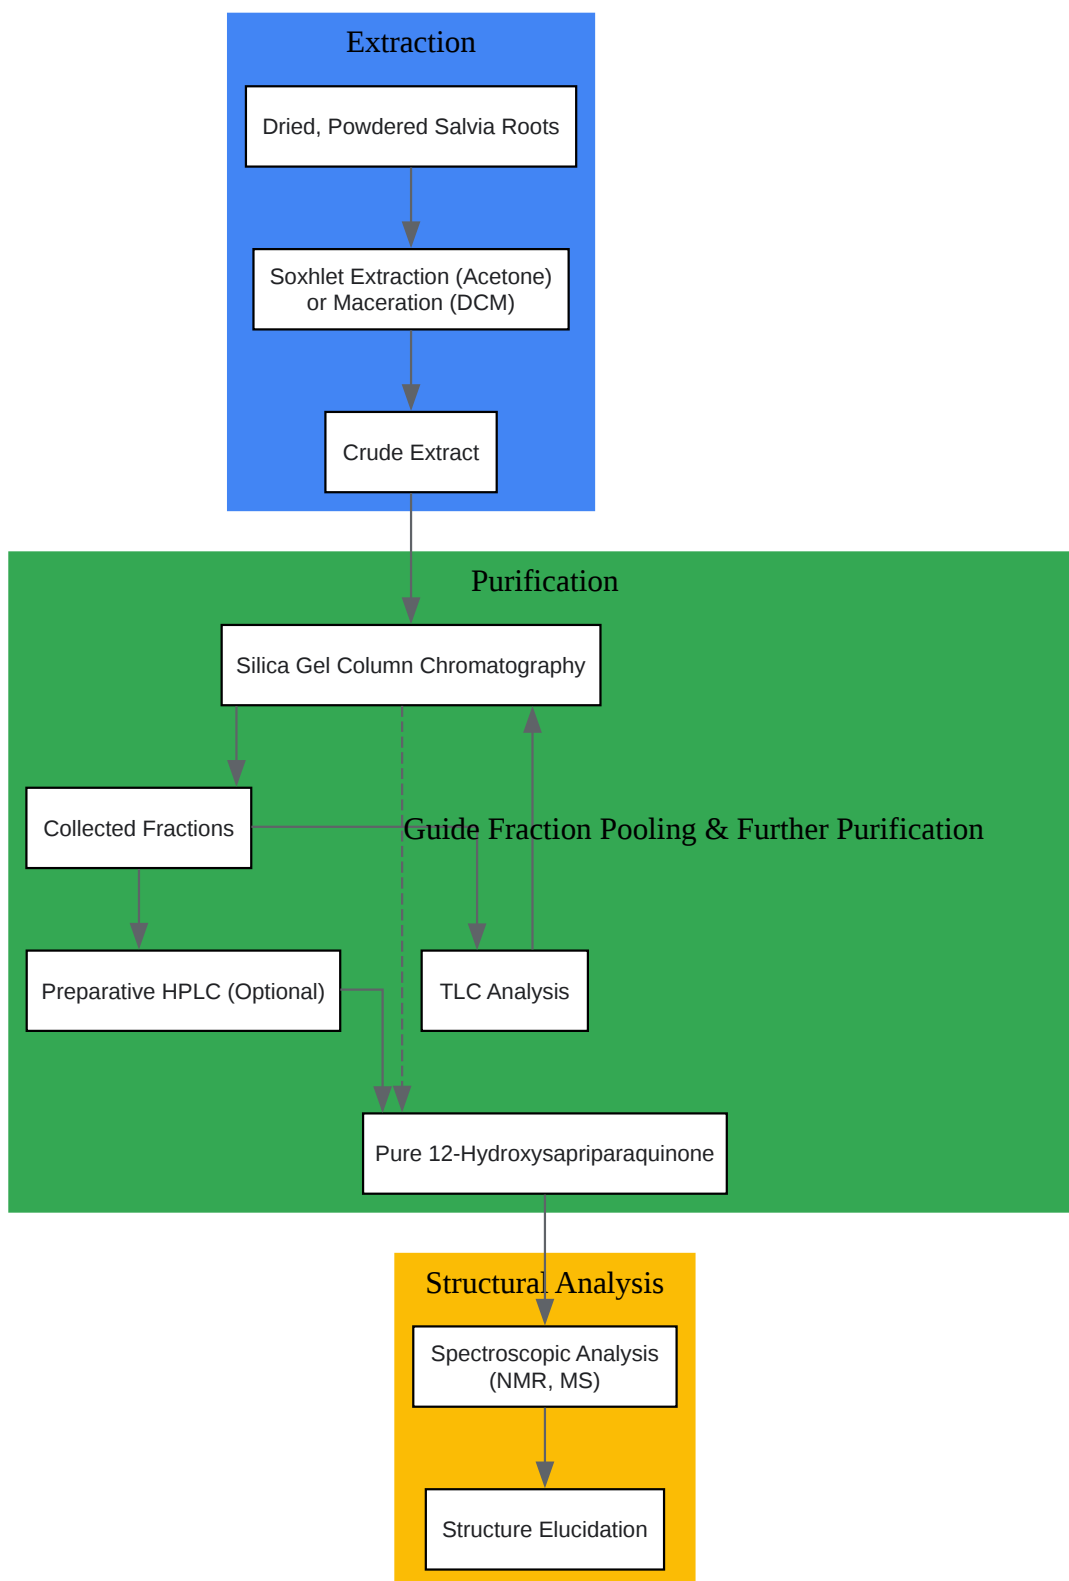 Extraction
Dried, Powdered Salvia Roots
Soxhlet Extraction (Acetone)
or Maceration (DCM)
Crude Extract
Purification
Silica Gel Column Chromatography
Collected Fractions
Guide Fraction Pooling & Further Purification
Preparative HPLC (Optional)
TLC Analysis
Pure 12-Hydroxysapriparaquinone
Structural Analysis
Spectroscopic Analysis
(NMR, MS)
Structure Elucidation